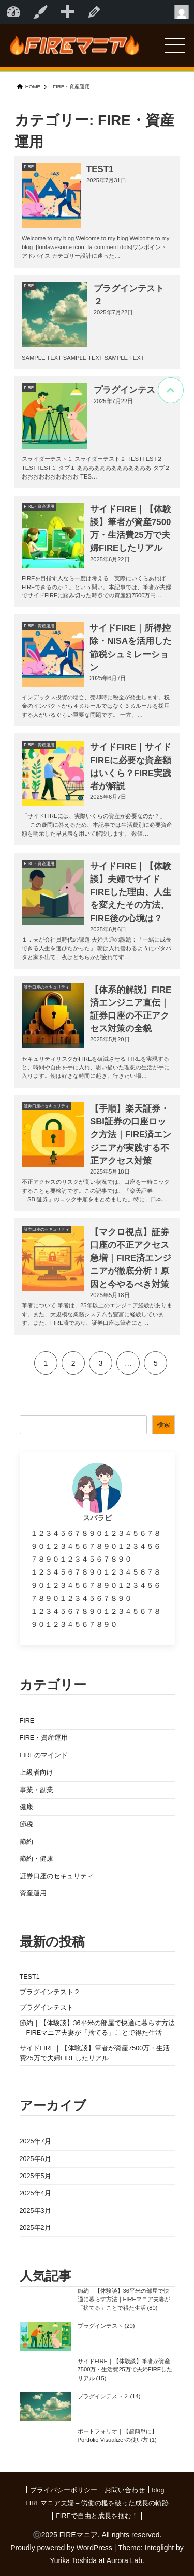 FIREマニア
HOME > FIRE・資産運用
カテゴリー: FIRE・資
産運用
FIRE
TEST1
2025年7月31日
Welcome to my blog Welcome to my blog Welcome to my
blog  [fontawesome icon=fa-comment-dots]ワンポイント
アドバイス カテゴリー設計に迷った…
FIRE
プラグインテスト
２
2025年7月22日
SAMPLE TEXT SAMPLE TEXT SAMPLE TEXT
FIRE
プラグインテス
2025年7月22日
スライダーテスト１ スライダーテスト２ TESTTEST２
TESTTEST１ タブ１ ああああああああああああああ タブ２
おおおおおおおおおおお TES…
FIRE・資産運用
サイドFIRE｜【体験
談】筆者が資産7500
万・生活費25万で夫
婦FIREしたリアル
2025年6月22日
FIREを目指す人なら一度は考える「実際にいくらあれば
FIREできるのか？」という問い。本記事では、筆者が夫婦
でサイドFIREに踏み切った時点での資産額7500万円…
FIRE・資産運用
サイドFIRE｜所得控
除・NISAを活用した
節税シュミレーショ
ン
2025年6月7日
インデックス投資の場合、売却時に税金が発生します。税
金のインパクトから４％ルールではなく３％ルールを採用
する人がいるぐらい重要な問題です。 一方、…
FIRE・資産運用
サイドFIRE｜サイド
FIREに必要な資産額
はいくら？FIRE実践
者が解説
2025年6月7日
「サイドFIREには、実際いくらの資産が必要なのか？」
──この疑問に答えるため、本記事では生活費別に必要資産
額を明示した早見表を用いて解説します。 数値…
FIRE・資産運用
サイドFIRE｜【体験
談】夫婦でサイド
FIREした理由、人生
を変えたその方法、
FIRE後の心境は？
2025年6月6日
１．夫が会社員時代の課題 夫婦共通の課題：「一緒に成長
できる人生を選びたかった」 朝は入れ替わるようにバタバ
タと家を出て、夜はどちらかが疲れてす…
証券口座のセキュリティ
【体系的解説】FIRE
済エンジニア直伝｜
証券口座の不正アク
セス対策の全貌
2025年5月20日
セキュリティリスクがFIREを破滅させる FIREを実現する
と、時間や自由を手に入れ、思い描いた理想の生活が手に
入ります。朝は好きな時間に起き、行きたい場…
証券口座のセキュリティ
【手順】楽天証券・
SBI証券の口座ロッ
ク方法｜FIRE済エン
ジニアが実践する不
正アクセス対策
2025年5月18日
不正アクセスのリスクが高い状況では、口座を一時ロック
することも要検討です。この記事では、「楽天証券」、
「SBI証券」のロック手順をまとめました。特に、日本…
証券口座のセキュリティ
【マクロ視点】証券
口座の不正アクセス
急増｜FIRE済エンジ
ニアが徹底分析！原
因と今やるべき対策
2025年5月18日
筆者について 筆者は、25年以上のエンジニア経験がありま
す。また、大規模な業務システムも豊富に経験していま
す。また、FIRE済であり、証券口座は筆者にと…
1 2 3 … 5
検索
スパラビ
１２３４５６７８９０１２３４５６７８
９０１２３４５６７８９０１２３４５６
７８９０１２３４５６７８９０
１２３４５６７８９０１２３４５６７８
９０１２３４５６７８９０１２３４５６
７８９０１２３４５６７８９０
１２３４５６７８９０１２３４５６７８
９０１２３４５６７８９０
カテゴリー
FIRE
FIRE・資産運用
FIREのマインド
上級者向け
事業・副業
健康
節税
節約
節約・健康
証券口座のセキュリティ
資産運用
最新の投稿
TEST1
プラグインテスト２
プラグインテスト
節約｜【体験談】36平米の部屋で快適に暮らす方法
｜FIREマニア夫妻が「捨てる」ことで得た生活
サイドFIRE｜【体験談】筆者が資産7500万・生活
費25万で夫婦FIREしたリアル
アーカイブ
2025年7月
2025年6月
2025年5月
2025年4月
2025年3月
2025年2月
人気記事
節約｜【体験談】36平米の部屋で快
適に暮らす方法｜FIREマニア夫妻が
「捨てる」ことで得た生活 (80)
プラグインテスト (20)
サイドFIRE｜【体験談】筆者が資産
7500万・生活費25万で夫婦FIREした
リアル (15)
プラグインテスト２ (14)
ポートフォリオ｜【超簡単に】
Portfolio Visualizerの使い方 (1)
｜プライバシーポリシー ｜お問い合わせ ｜blog
｜FIREマニア夫婦 – 労働の檻を破った成長の軌跡
｜FIREで自由と成長を掴む！｜
Ⓒ2025 FIREマニア. All rights reserved.
Proudly powered by WordPress | Theme: Integlight by
Yurika Toshida at Aurora Lab.